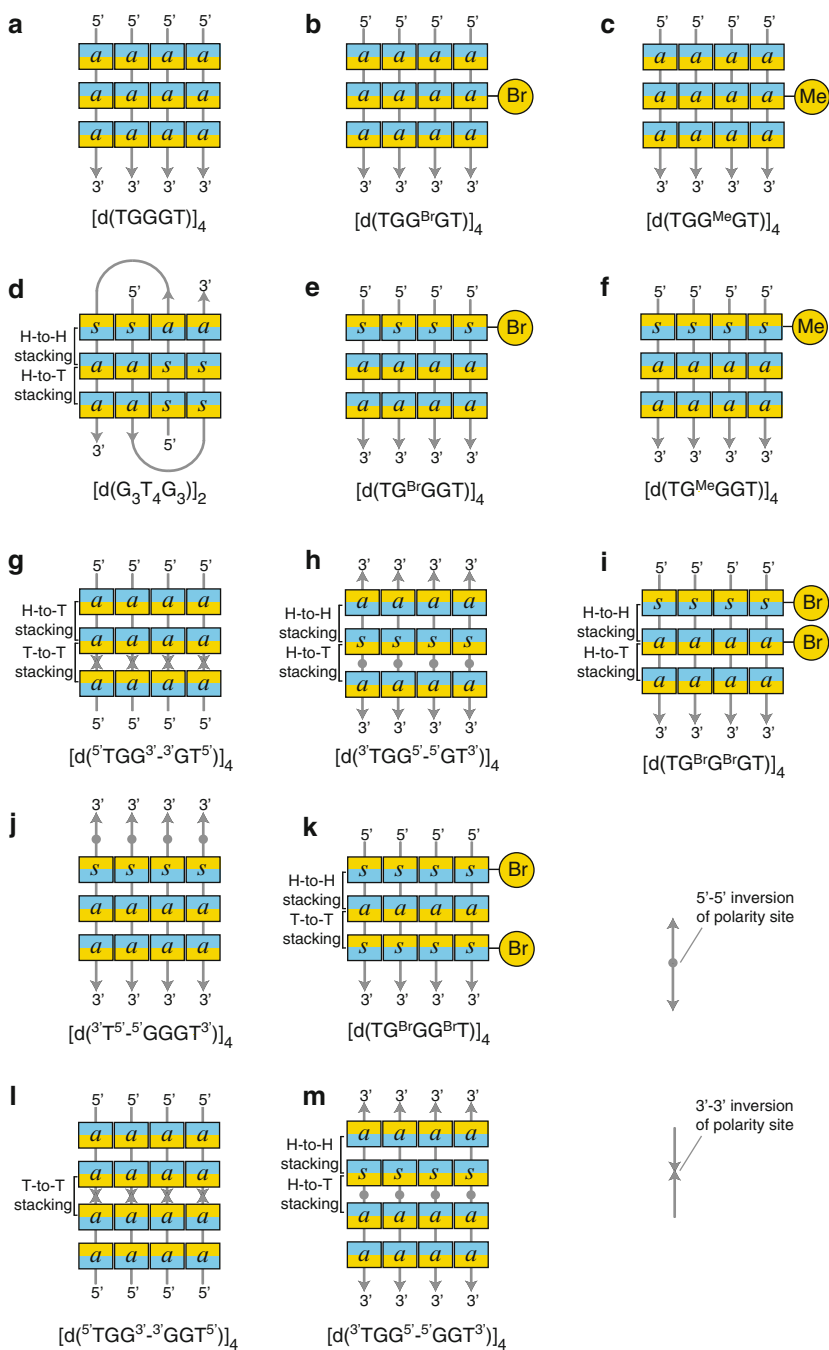 a
5’ 5’ 5’ 5’
a a a a
a a a a
a a a a
3’ 3’ 3’ 3’
[d(TGGGT)]4
b
5’ 5’ 5’ 5’
a a a a
a a a a Br
a a a a
3’ 3’ 3’ 3’
[d(TGG^BrGT)]4
c
5’ 5’ 5’ 5’
a a a a
a a a a Me
a a a a
3’ 3’ 3’ 3’
[d(TGG^MeGT)]4
d
5’ 3’
s s a a
H-to-H
stacking
a a s s
H-to-T
stacking
a a s s
3’ 5’
[d(G3T4G3)]2
e
5’ 5’ 5’ 5’
s s s s Br
a a a a
a a a a
3’ 3’ 3’ 3’
[d(TG^BrGGT)]4
f
5’ 5’ 5’ 5’
s s s s Me
a a a a
a a a a
3’ 3’ 3’ 3’
[d(TG^MeGGT)]4
g
5’ 5’ 5’ 5’
a a a a
H-to-T
stacking
a a a a
T-to-T
stacking
a a a a
5’ 5’ 5’ 5’
[d(5’TGG3’-3’GT5’)]4
h
3’ 3’ 3’ 3’
a a a a
H-to-H
stacking
s s s s
H-to-T
stacking
a a a a
3’ 3’ 3’ 3’
[d(3’TGG5’-5’GT3’)]4
i
5’ 5’ 5’ 5’
s s s s Br
H-to-H
stacking
a a a a Br
H-to-T
stacking
a a a a
3’ 3’ 3’ 3’
[d(TG^BrG^BrGT)]4
j
3’ 3’ 3’ 3’
s s s s
a a a a
a a a a
3’ 3’ 3’ 3’
[d(3’T5’-5’GGGT3’)]4
k
5’ 5’ 5’ 5’
s s s s Br
H-to-H
stacking
a a a a
T-to-T
stacking
s s s s Br
3’ 3’ 3’ 3’
[d(TG^BrGG^BrT)]4
5’-5’ inversion
of polarity site
l
5’ 5’ 5’ 5’
a a a a
a a a a
T-to-T
stacking
a a a a
a a a a
5’ 5’ 5’ 5’
[d(5’TGG3’-3’GGT5’)]4
m
3’ 3’ 3’ 3’
a a a a
H-to-H
stacking
s s s s
H-to-T
stacking
a a a a
a a a a
3’ 3’ 3’ 3’
[d(3’TGG5’-5’GGT3’)]4
3’-3’ inversion
of polarity site